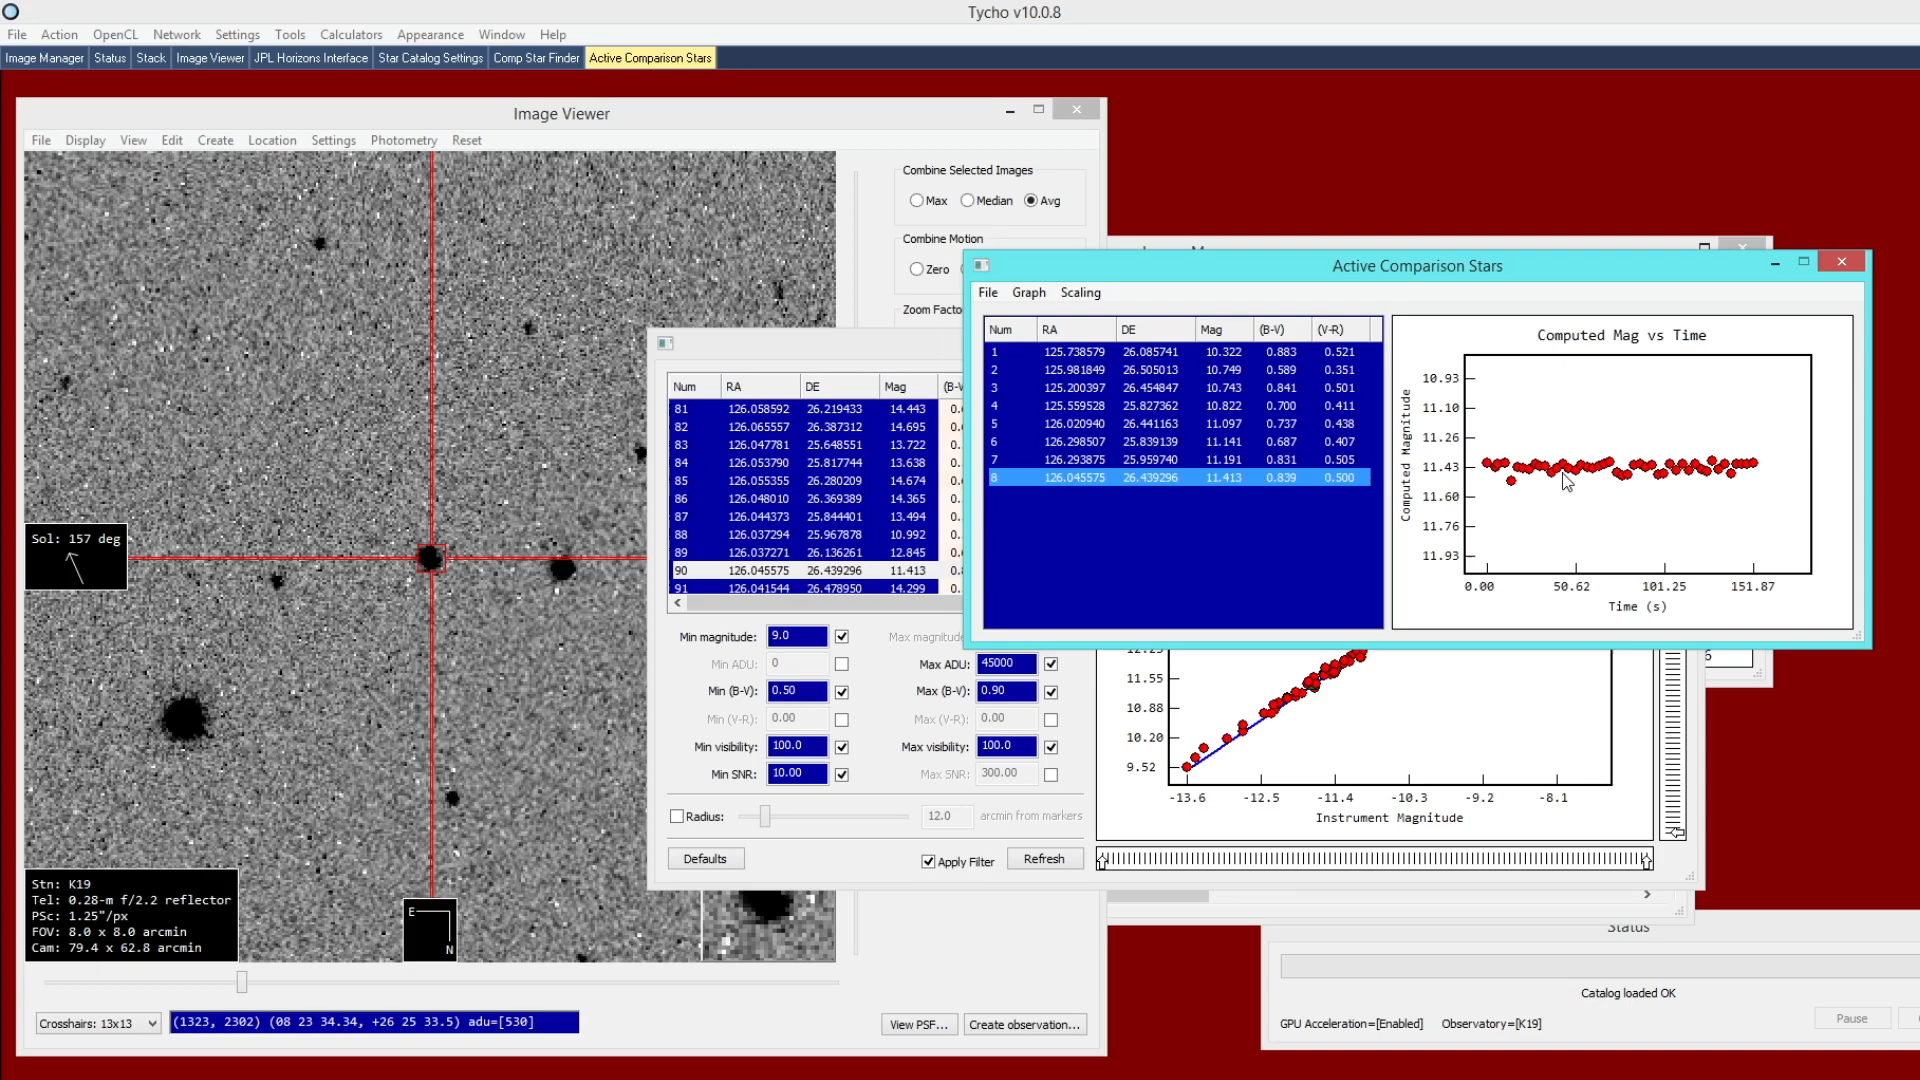 Tycho v10.0.8
File Action OpenCL Network Settings Tools Calculators Appearance Window Help
Image Manager Status Stack Image Viewer JPL Horizons Interface Star Catalog Settings Comp Star Finder Active Comparison Stars
Image Viewer
File Display View Edit Create Location Settings Photometry Reset
Combine Selected Images
Max Median Avg
Combine Motion
Zero
Zoom Facto
Sol: 157 deg
Stn: K19
Tel: 0.28-m f/2.2 reflector
PSc: 1.25"/px
FOV: 8.0 x 8.0 arcmin
Cam: 79.4 x 62.8 arcmin
E
N
Crosshairs: 13x13
(1323, 2302) (08 23 34.34, +26 25 33.5) adu=[530]
View PSF...
Create observation...
Num RA DE Mag (B-V
81 126.058592 26.219433 14.443 0.
82 126.065557 26.387312 14.695 0.
83 126.047781 25.648551 13.722 0.
84 126.053790 25.817744 13.638 0.
85 126.055355 26.280209 14.674 0.
86 126.048010 26.369389 14.365 0.
87 126.044373 25.844401 13.494 0.
88 126.037294 25.967878 10.992 0.
89 126.037271 26.136261 12.845 0.
90 126.045575 26.439296 11.413 0.
91 126.041544 26.478950 14.299 0.
Min magnitude: 9.0 Max magnitude
Min ADU: 0 Max ADU: 45000
Min (B-V): 0.50 Max (B-V): 0.90
Min (V-R): 0.00 Max (V-R): 0.00
Min visibility: 100.0 Max visibility: 100.0
Min SNR: 10.00 Max SNR: 300.00
Radius: 12.0 arcmin from markers
Defaults Apply Filter Refresh
Active Comparison Stars
File Graph Scaling
Num RA DE Mag (B-V) (V-R)
1 125.738579 26.085741 10.322 0.883 0.521
2 125.981849 26.505013 10.749 0.589 0.351
3 125.200397 26.454847 10.743 0.841 0.501
4 125.559528 25.827362 10.822 0.700 0.411
5 126.020940 26.441163 11.097 0.737 0.438
6 126.298507 25.839139 11.141 0.687 0.407
7 126.293875 25.959740 11.191 0.831 0.505
8 126.045575 26.439296 11.413 0.839 0.500
Computed Mag vs Time
Computed Magnitude
10.93
11.10
11.26
11.43
11.60
11.76
11.93
0.00 50.62 101.25 151.87
Time (s)
11.55
10.88
10.20
9.52
-13.6 -12.5 -11.4 -10.3 -9.2 -8.1
Instrument Magnitude
Status
Catalog loaded OK
GPU Acceleration=[Enabled] Observatory=[K19]
Pause